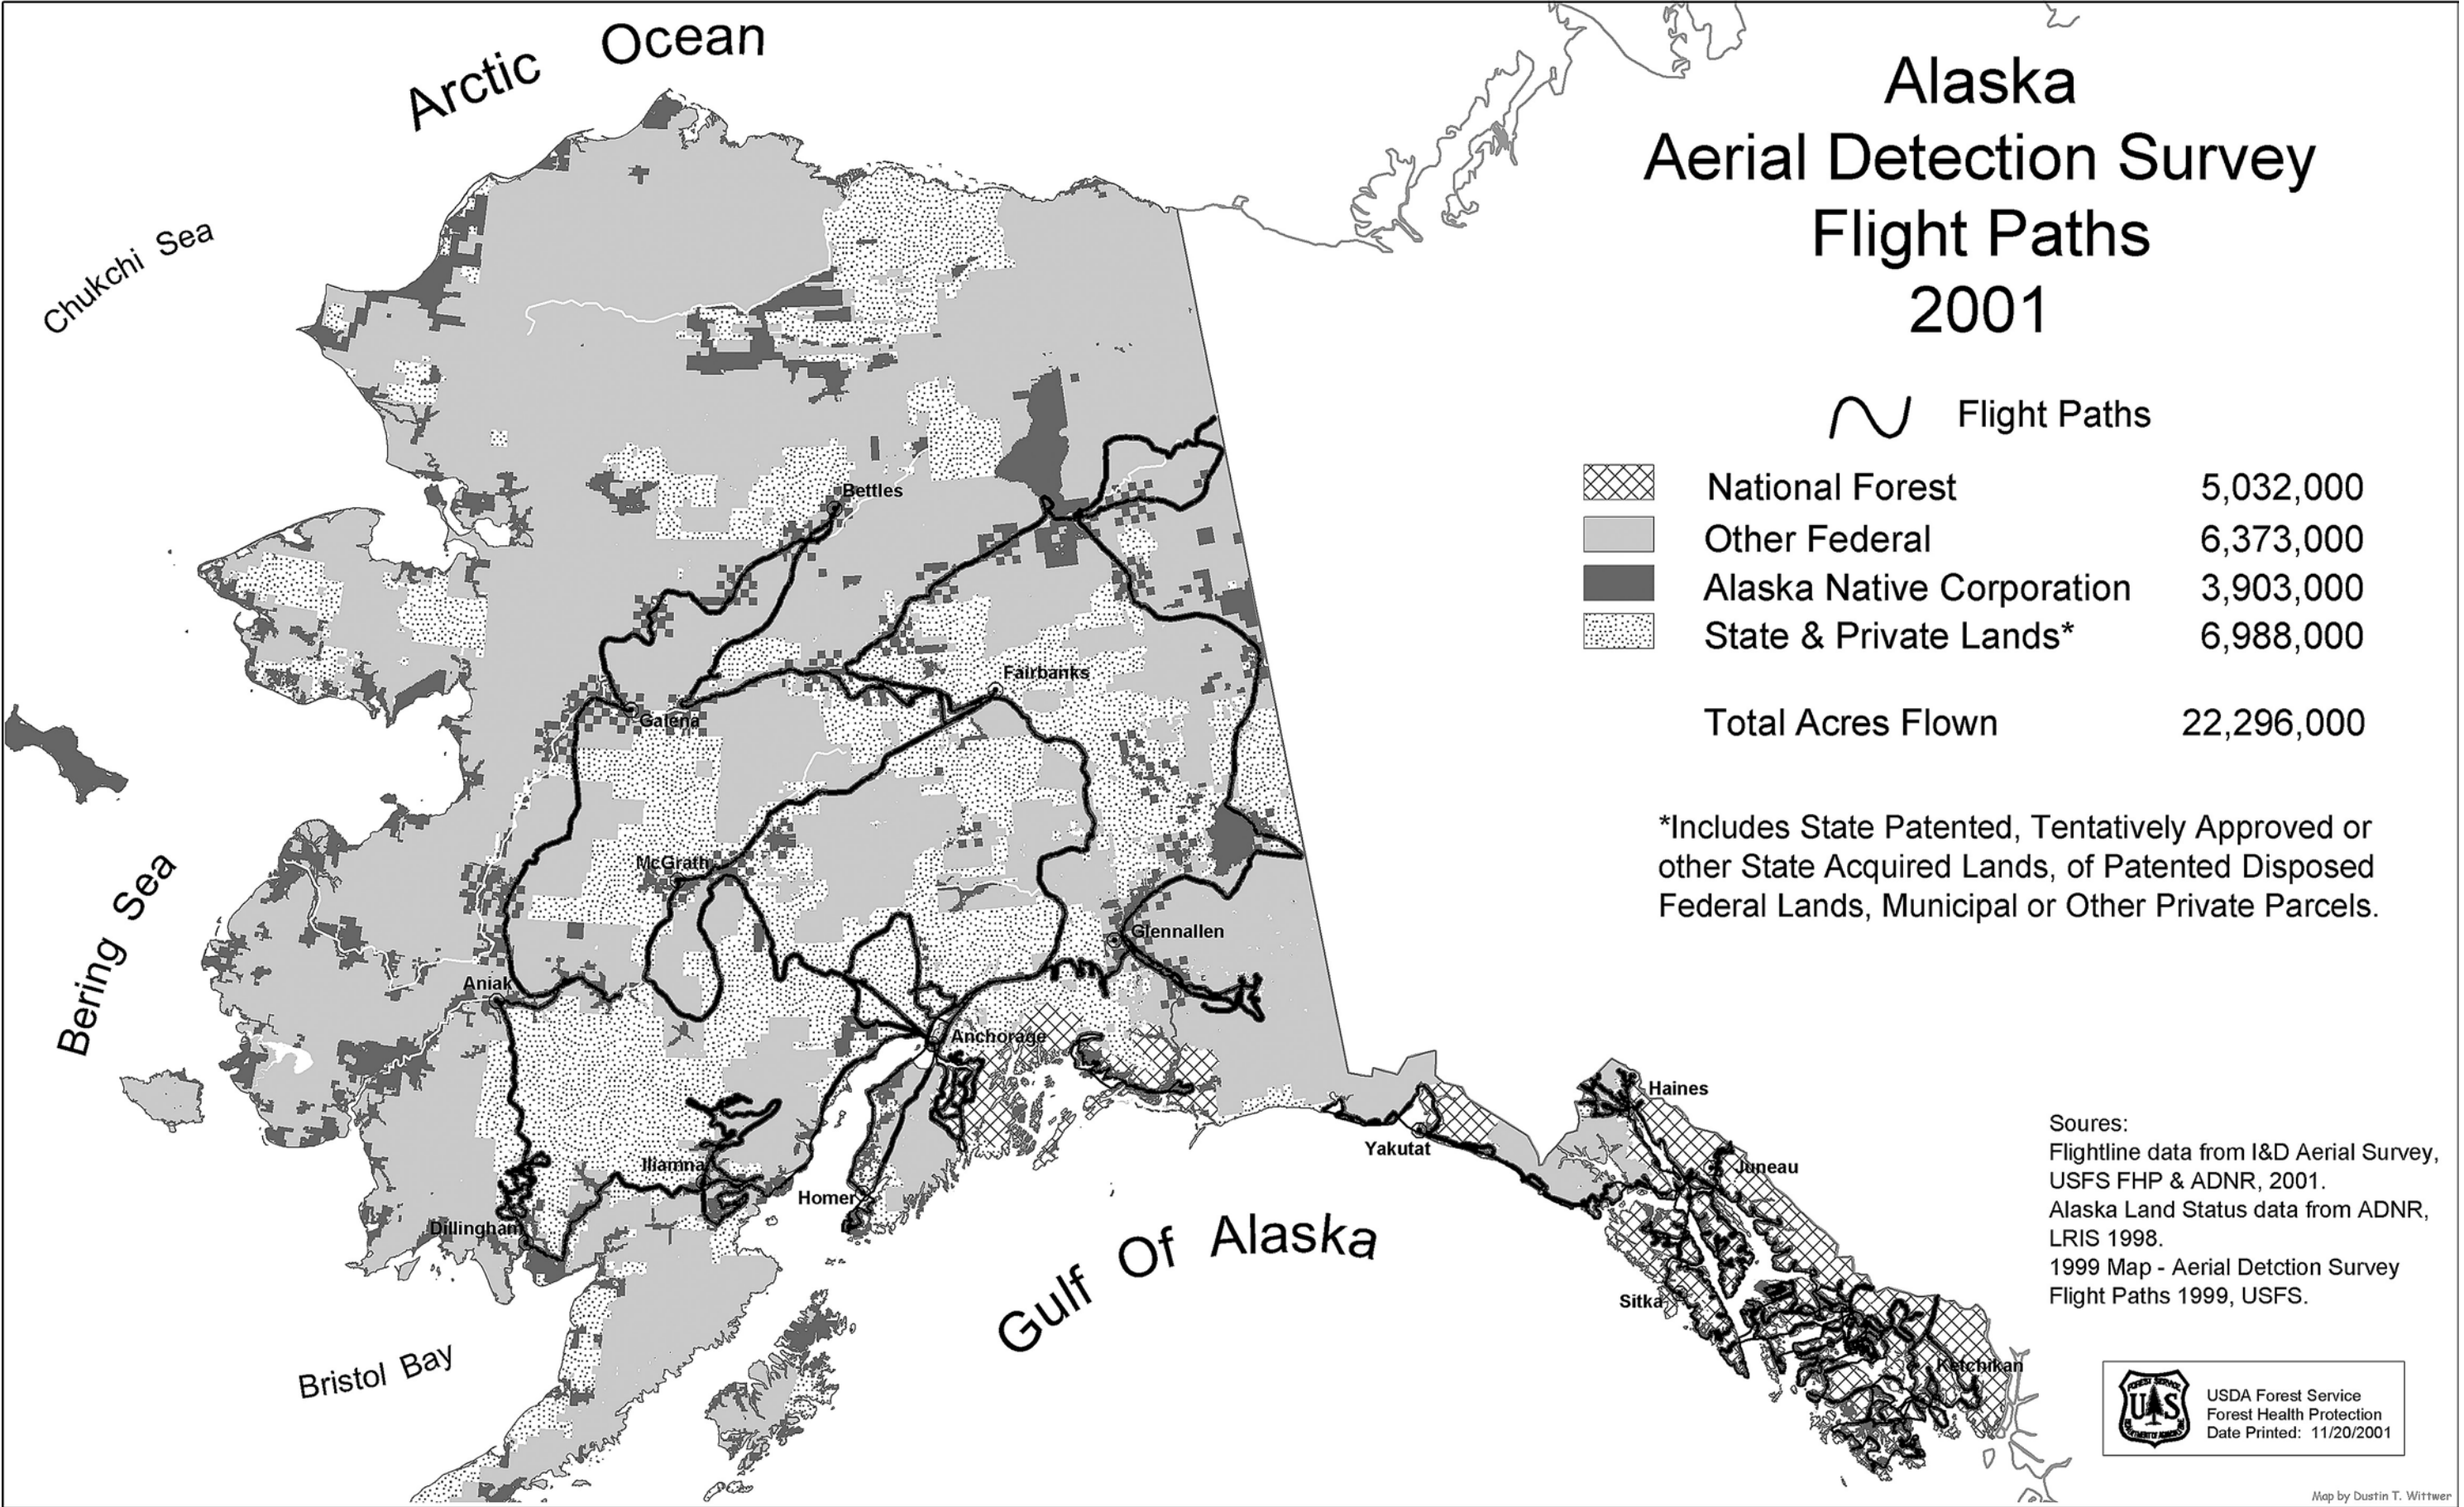 Arctic Ocean
Alaska
Aerial Detection Survey
Flight Paths
2001
Chukchi Sea
Flight Paths
National Forest 5,032,000
Other Federal 6,373,000
Alaska Native Corporation 3,903,000
State & Private Lands* 6,988,000
Total Acres Flown 22,296,000
*Includes State Patented, Tentatively Approved or
other State Acquired Lands, of Patented Disposed
Federal Lands, Municipal or Other Private Parcels.
Bettles
Fairbanks
Galena
McGrath
Glennallen
Bering Sea
Aniak
Anchorage
Haines
Yakutat
Juneau
Iliamna
Homer
Dillingham
Gulf Of Alaska
Sitka
Ketchikan
Bristol Bay
Soures:
Flightline data from I&D Aerial Survey,
USFS FHP & ADNR, 2001.
Alaska Land Status data from ADNR,
LRIS 1998.
1999 Map - Aerial Detction Survey
Flight Paths 1999, USFS.
FOREST SERVICE
U S
DEPARTMENT OF AGRICULTURE
USDA Forest Service
Forest Health Protection
Date Printed: 11/20/2001
Map by Dustin T. Wittwer